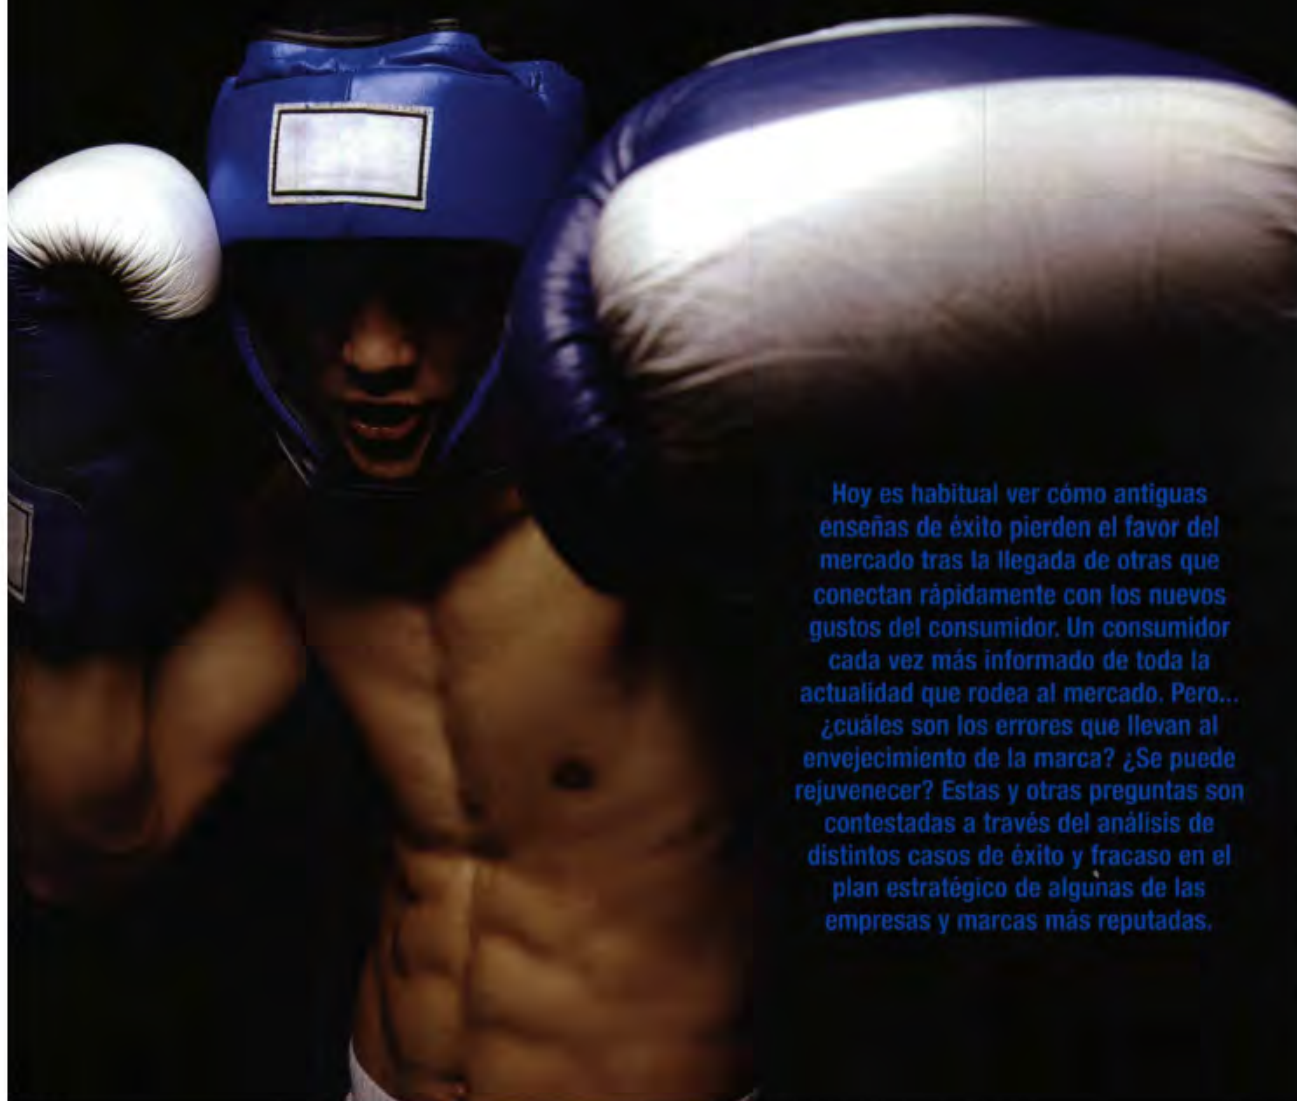 Hoy es habitual ver cómo antiguas
enseñas de éxito pierden el favor del
mercado tras la llegada de otras que
conectan rápidamente con los nuevos
gustos del consumidor. Un consumidor
cada vez más informado de toda la
actualidad que rodea al mercado. Pero...
¿cuáles son los errores que llevan al
envejecimiento de la marca? ¿Se puede
rejuvenecer? Estas y otras preguntas son
contestadas a través del análisis de
distintos casos de éxito y fracaso en el
plan estratégico de algunas de las
empresas y marcas más reputadas.